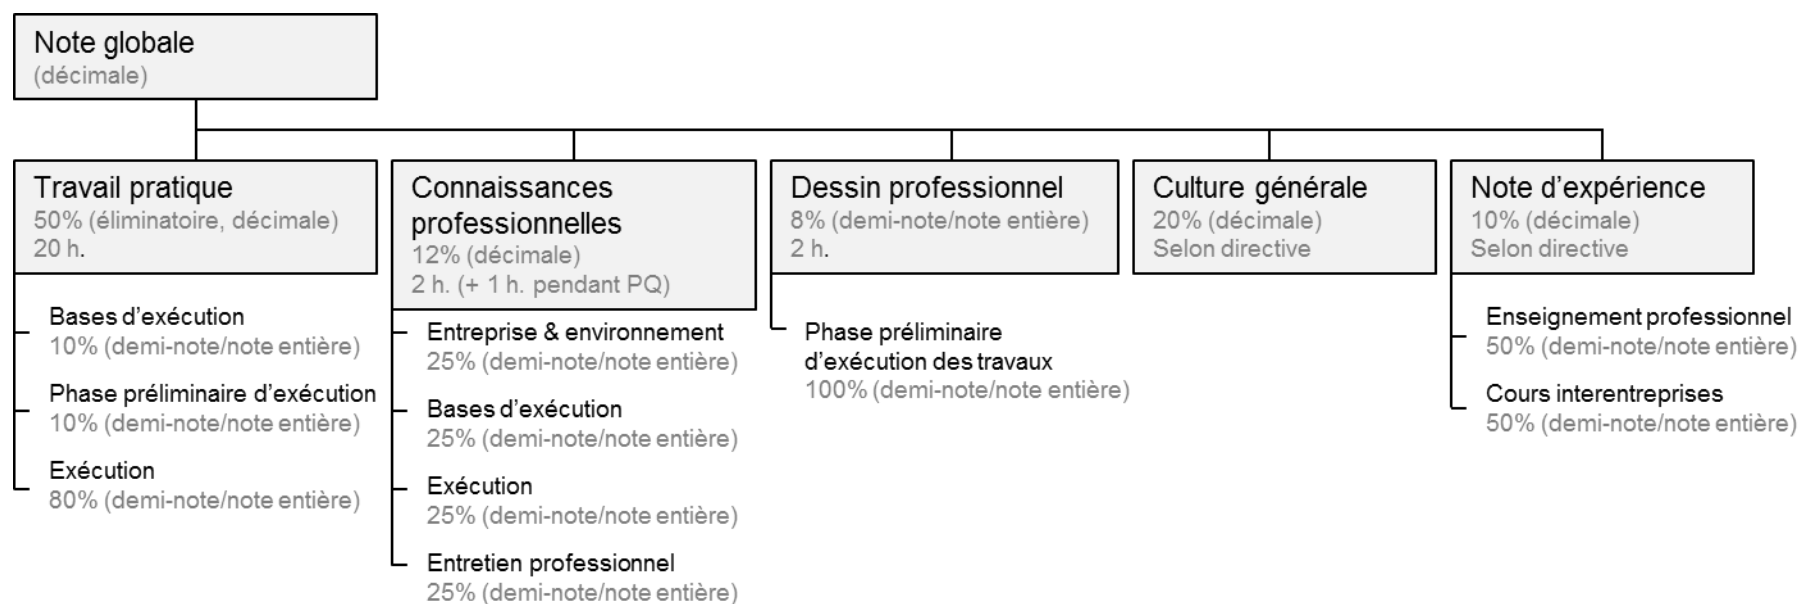 Note globale
(décimale)
Travail pratique
50% (éliminatoire, décimale)
20 h.
Bases d’exécution
10% (demi-note/note entière)
Phase préliminaire d’exécution
10% (demi-note/note entière)
Exécution
80% (demi-note/note entière)
Connaissances
professionnelles
12% (décimale)
2 h. (+ 1 h. pendant PQ)
Entreprise & environnement
25% (demi-note/note entière)
Bases d’exécution
25% (demi-note/note entière)
Exécution
25% (demi-note/note entière)
Entretien professionnel
25% (demi-note/note entière)
Dessin professionnel
8% (demi-note/note entière)
2 h.
Phase préliminaire
d’exécution des travaux
100% (demi-note/note entière)
Culture générale
20% (décimale)
Selon directive
Note d’expérience
10% (décimale)
Selon directive
Enseignement professionnel
50% (demi-note/note entière)
Cours interentreprises
50% (demi-note/note entière)